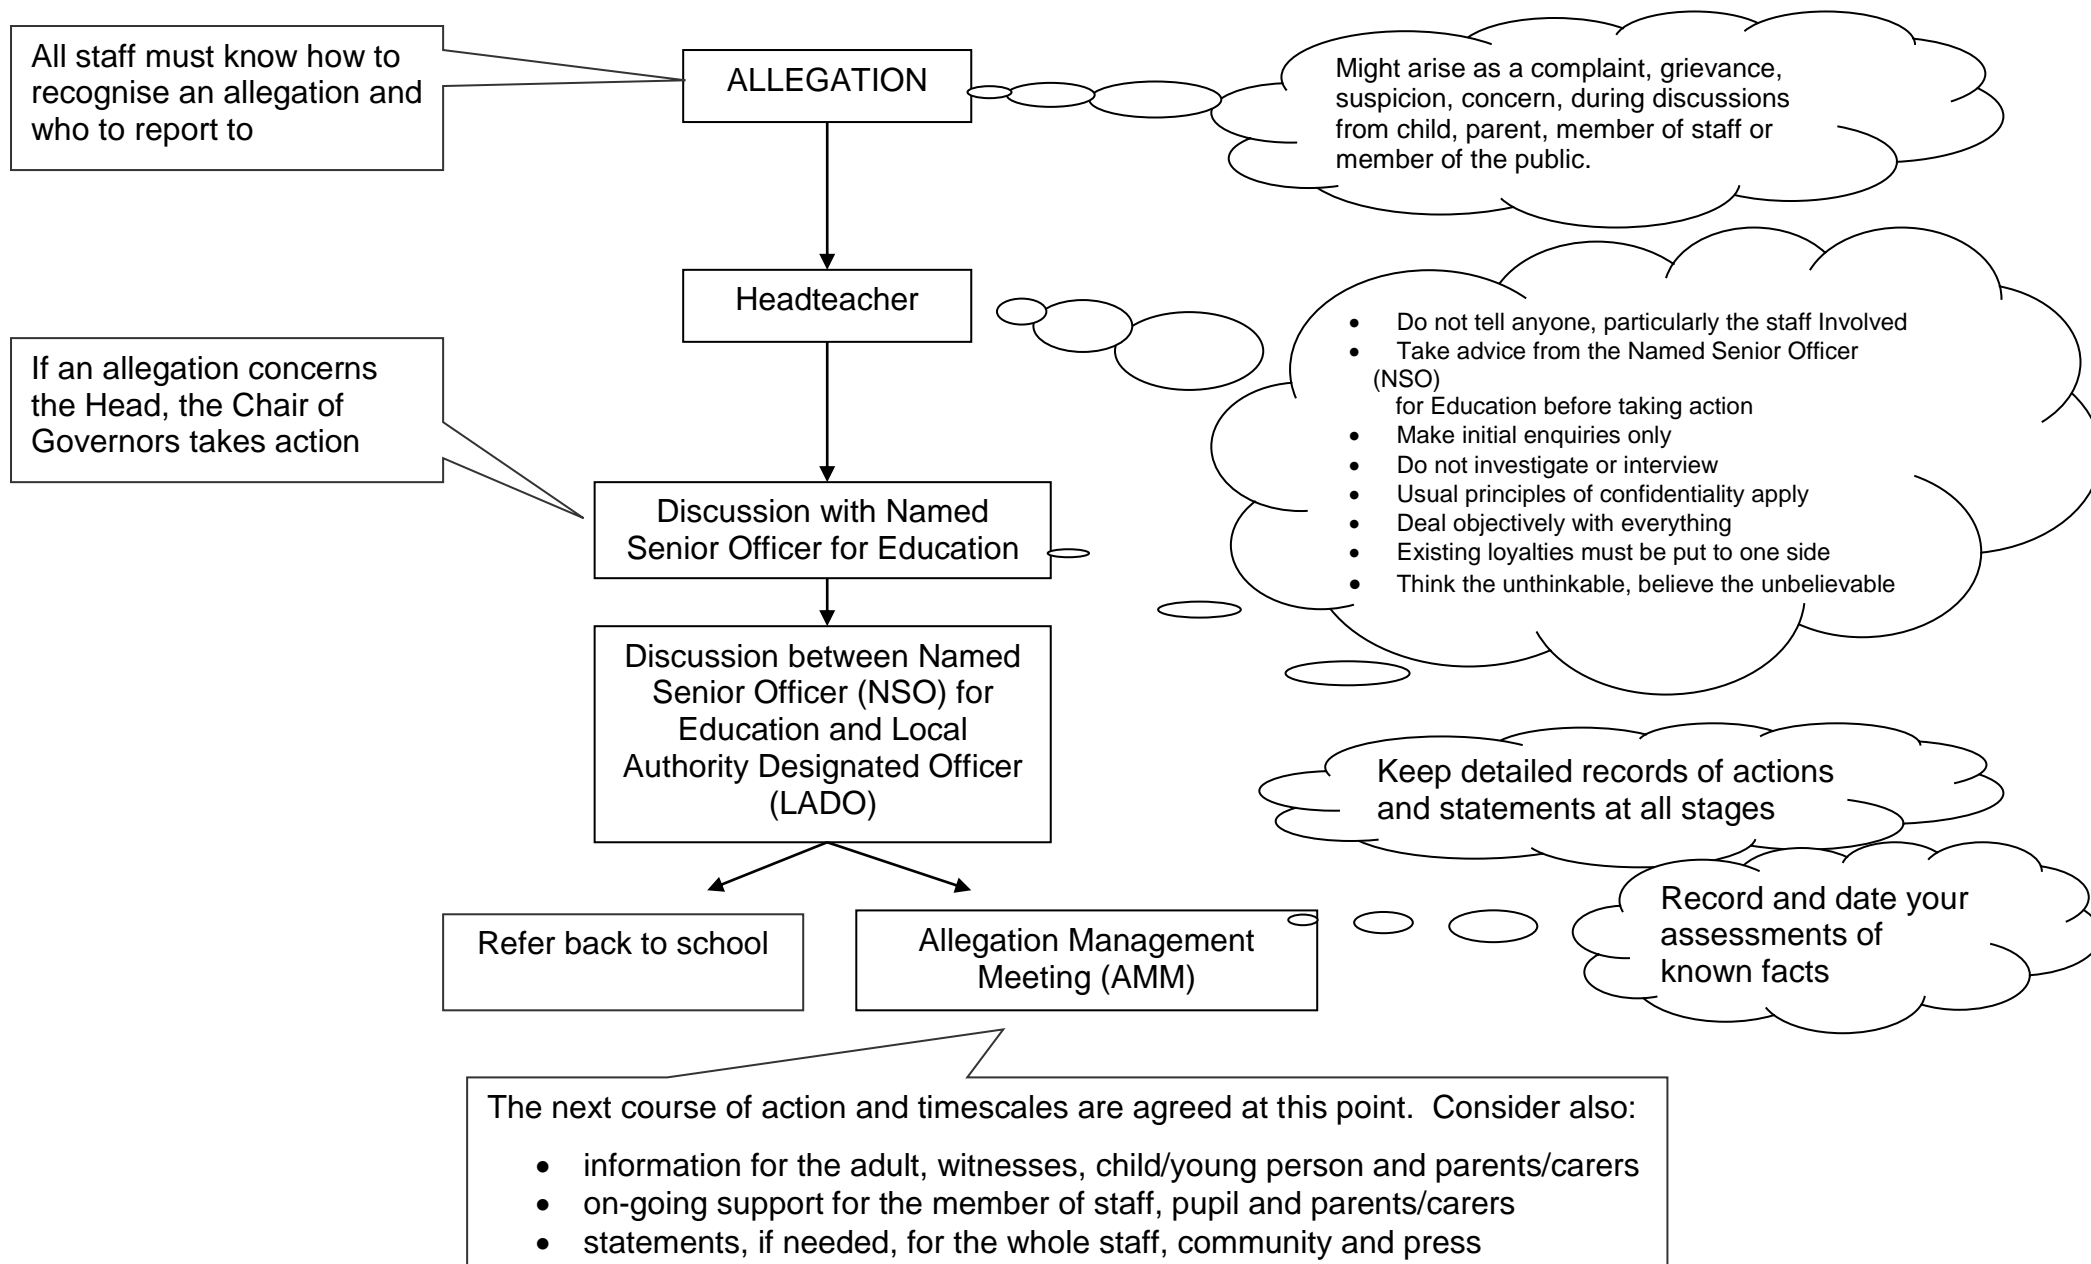 All staff must know how to
recognise an allegation and
who to report to
ALLEGATION
Might arise as a complaint, grievance,
suspicion, concern, during discussions
from child, parent, member of staff or
member of the public.
Headteacher
• Do not tell anyone, particularly the staff Involved
• Take advice from the Named Senior Officer
(NSO)
for Education before taking action
• Make initial enquiries only
• Do not investigate or interview
• Usual principles of confidentiality apply
• Deal objectively with everything
• Existing loyalties must be put to one side
• Think the unthinkable, believe the unbelievable
If an allegation concerns
the Head, the Chair of
Governors takes action
Discussion with Named
Senior Officer for Education
Discussion between Named
Senior Officer (NSO) for
Education and Local
Authority Designated Officer
(LADO)
Keep detailed records of actions
and statements at all stages
Record and date your
assessments of
known facts
Refer back to school
Allegation Management
Meeting (AMM)
The next course of action and timescales are agreed at this point.  Consider also:
• information for the adult, witnesses, child/young person and parents/carers
• on-going support for the member of staff, pupil and parents/carers
• statements, if needed, for the whole staff, community and press